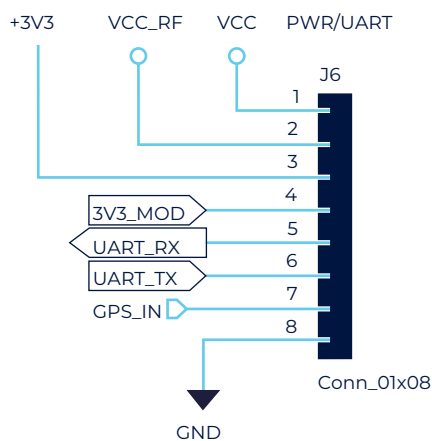 +3V3 VCC_RF VCC PWR/UART
J6
1
2
3
3V3_MOD 4
UART_RX 5
UART_TX 6
GPS_IN 7
8
Conn_01x08
GND